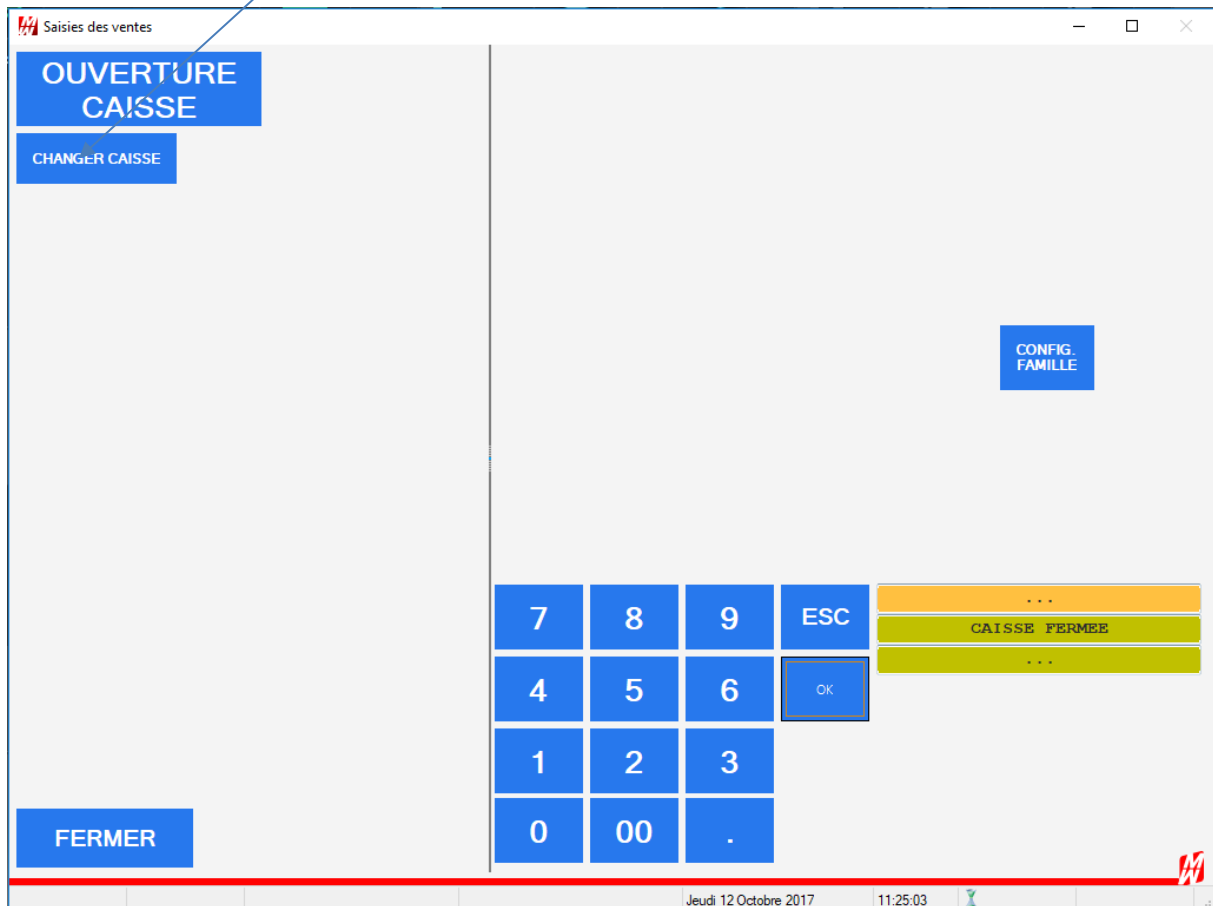 Saisies des ventes
OUVERTURE
CAISSE
CHANGER CAISSE
CONFIG.
FAMILLE
7 8 9 ESC
...
CAISSE FERMEE
...
4 5 6 OK
1 2 3
0 00 .
FERMER
Jeudi 12 Octobre 2017 11:25:03